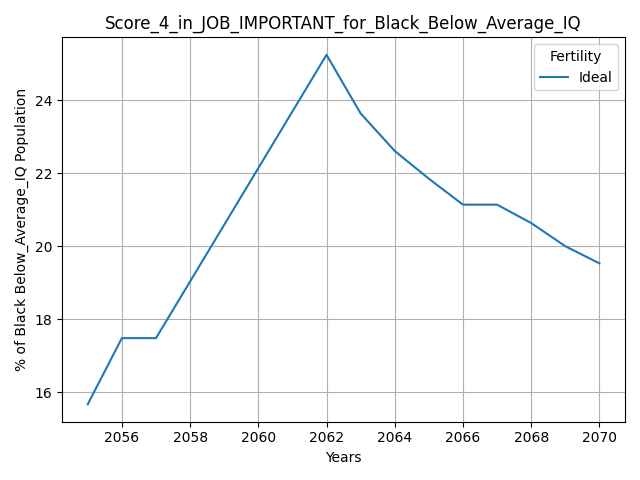 Score_4_in_JOB_IMPORTANT_for_Black_Below_Average_IQ
Fertility
Ideal
% of Black Below_Average_IQ Population
24
22
20
18
16
2056 2058 2060 2062 2064 2066 2068 2070
Years